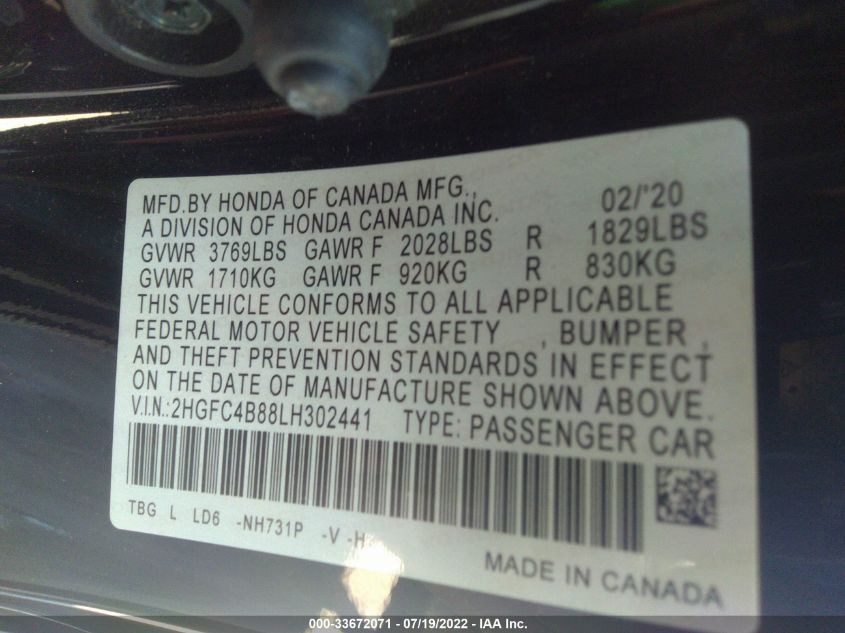 MFD.BY HONDA OF CANADA MFG., 02/'20
A DIVISION OF HONDA CANADA INC.
GVWR 3769LBS GAWR F 2028LBS R 1829LBS
GVWR 1710KG GAWR F 920KG R 830KG
THIS VEHICLE CONFORMS TO ALL APPLICABLE
FEDERAL MOTOR VEHICLE SAFETY , BUMPER ,
AND THEFT PREVENTION STANDARDS IN EFFECT
ON THE DATE OF MANUFACTURE SHOWN ABOVE.
V.I.N.:2HGFC4B88LH302441 TYPE: PASSENGER CAR
TBG L LD6 -NH731P -V -H
MADE IN CANADA
000-33672071 - 07/19/2022 - IAA Inc.